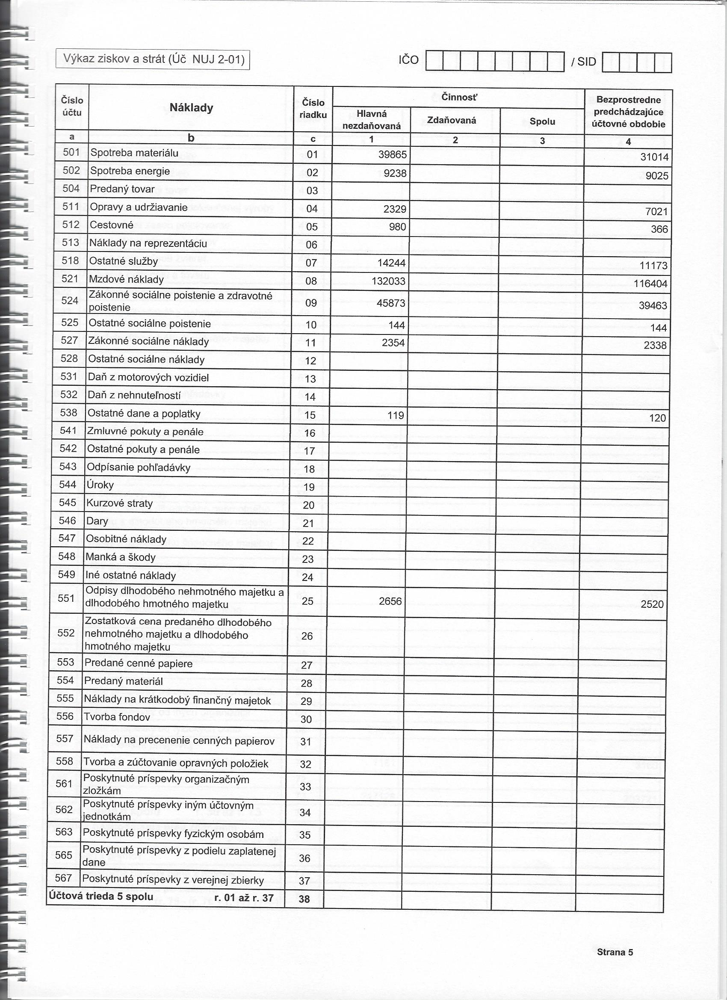 Výkaz ziskov a strát (Úč NUJ 2-01)
IČO / SID
Číslo účtu Náklady Číslo riadku Činnosť Bezprostredne predchádzajúce účtovné obdobie
Hlavná nezdaňovaná Zdaňovaná Spolu
a b c 1 2 3 4
501 Spotreba materiálu 01 39865 31014
502 Spotreba energie 02 9238 9025
504 Predaný tovar 03
511 Opravy a udržiavanie 04 2329 7021
512 Cestovné 05 980 366
513 Náklady na reprezentáciu 06
518 Ostatné služby 07 14244 11173
521 Mzdové náklady 08 132033 116404
524 Zákonné sociálne poistenie a zdravotné
poistenie 09 45873 39463
525 Ostatné sociálne poistenie 10 144 144
527 Zákonné sociálne náklady 11 2354 2338
528 Ostatné sociálne náklady 12
531 Daň z motorových vozidiel 13
532 Daň z nehnuteľností 14
538 Ostatné dane a poplatky 15 119 120
541 Zmluvné pokuty a penále 16
542 Ostatné pokuty a penále 17
543 Odpísanie pohľadávky 18
544 Úroky 19
545 Kurzové straty 20
546 Dary 21
547 Osobitné náklady 22
548 Manká a škody 23
549 Iné ostatné náklady 24
551 Odpisy dlhodobého nehmotného majetku a
dlhodobého hmotného majetku 25 2656 2520
552 Zostatková cena predaného dlhodobého
nehmotného majetku a dlhodobého
hmotného majetku 26
553 Predané cenné papiere 27
554 Predaný materiál 28
555 Náklady na krátkodobý finančný majetok 29
556 Tvorba fondov 30
557 Náklady na precenenie cenných papierov 31
558 Tvorba a zúčtovanie opravných položiek 32
561 Poskytnuté príspevky organizačným
zložkám 33
562 Poskytnuté príspevky iným účtovným
jednotkám 34
563 Poskytnuté príspevky fyzickým osobám 35
565 Poskytnuté príspevky z podielu zaplatenej
dane 36
567 Poskytnuté príspevky z verejnej zbierky 37
Účtová trieda 5 spolu r. 01 až r. 37 38
Strana 5